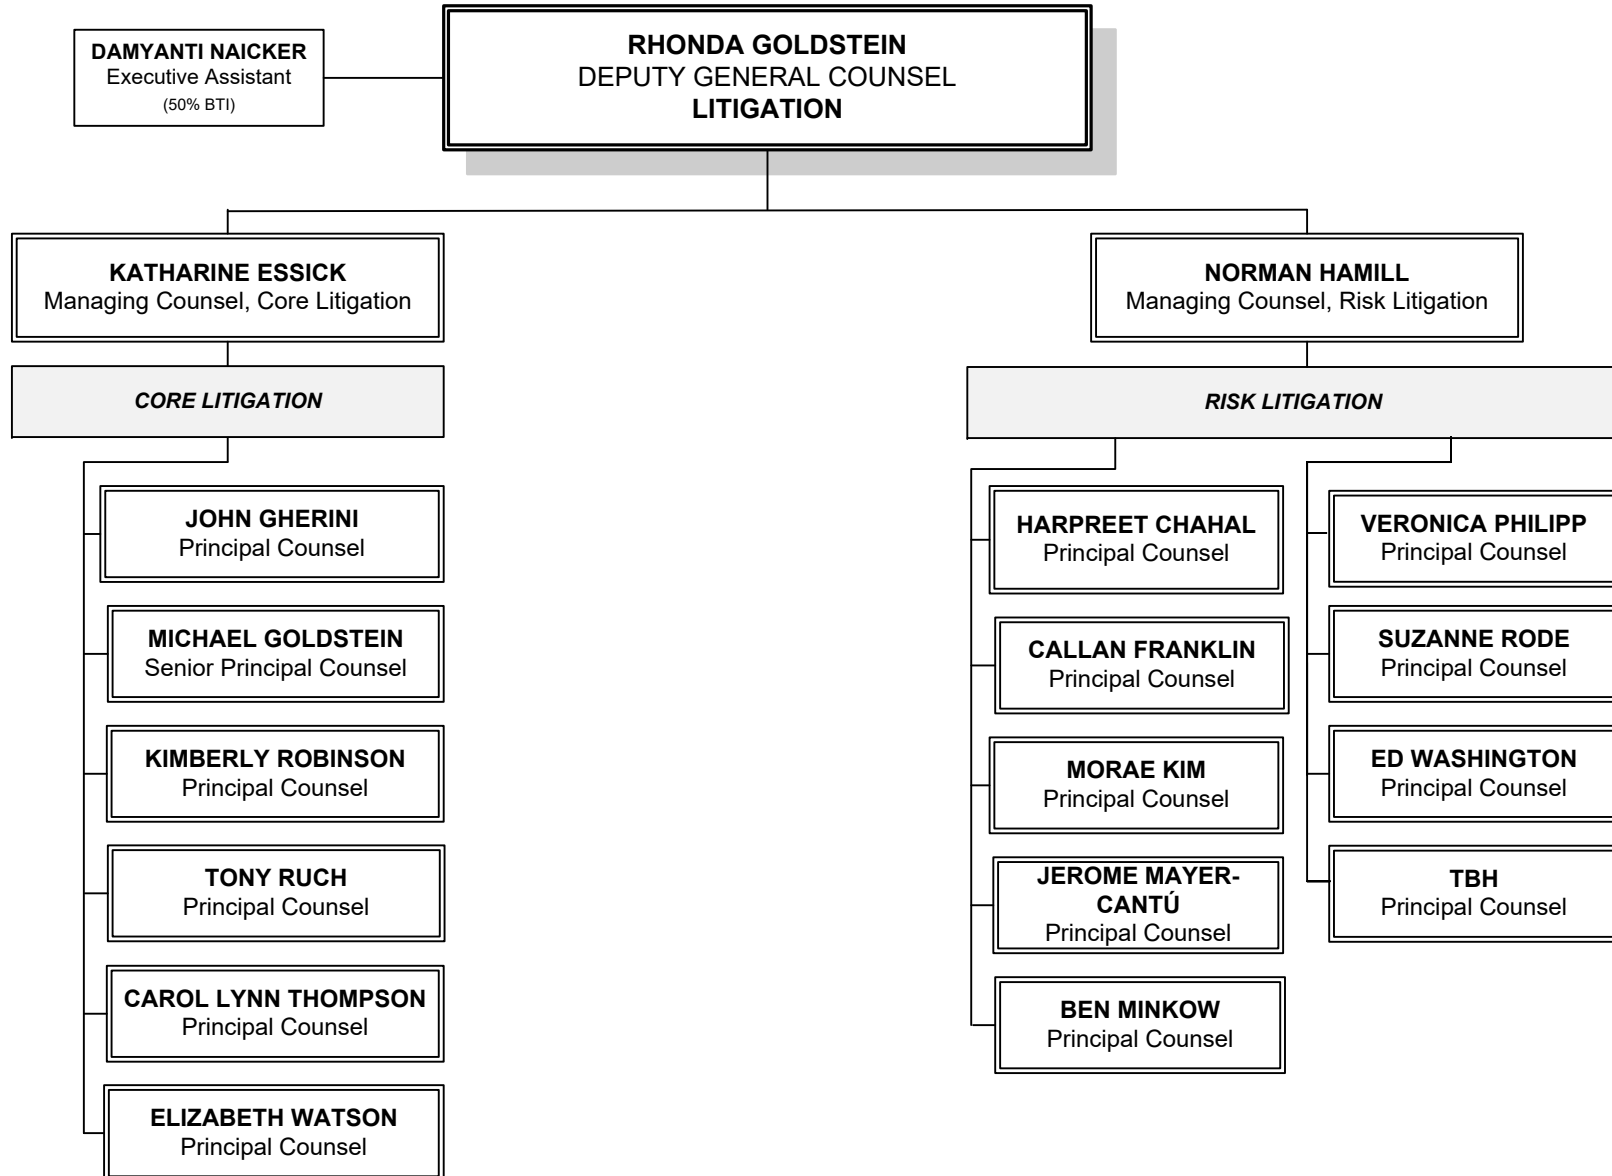 DAMYANTI NAICKER
Executive Assistant
(50% BTI)
RHONDA GOLDSTEIN
DEPUTY GENERAL COUNSEL
LITIGATION
KATHARINE ESSICK
Managing Counsel, Core Litigation
NORMAN HAMILL
Managing Counsel, Risk Litigation
CORE LITIGATION
RISK LITIGATION
JOHN GHERINI
Principal Counsel
MICHAEL GOLDSTEIN
Senior Principal Counsel
KIMBERLY ROBINSON
Principal Counsel
TONY RUCH
Principal Counsel
CAROL LYNN THOMPSON
Principal Counsel
ELIZABETH WATSON
Principal Counsel
HARPREET CHAHAL
Principal Counsel
CALLAN FRANKLIN
Principal Counsel
MORAE KIM
Principal Counsel
JEROME MAYER-
CANTÚ
Principal Counsel
BEN MINKOW
Principal Counsel
VERONICA PHILIPP
Principal Counsel
SUZANNE RODE
Principal Counsel
ED WASHINGTON
Principal Counsel
TBH
Principal Counsel